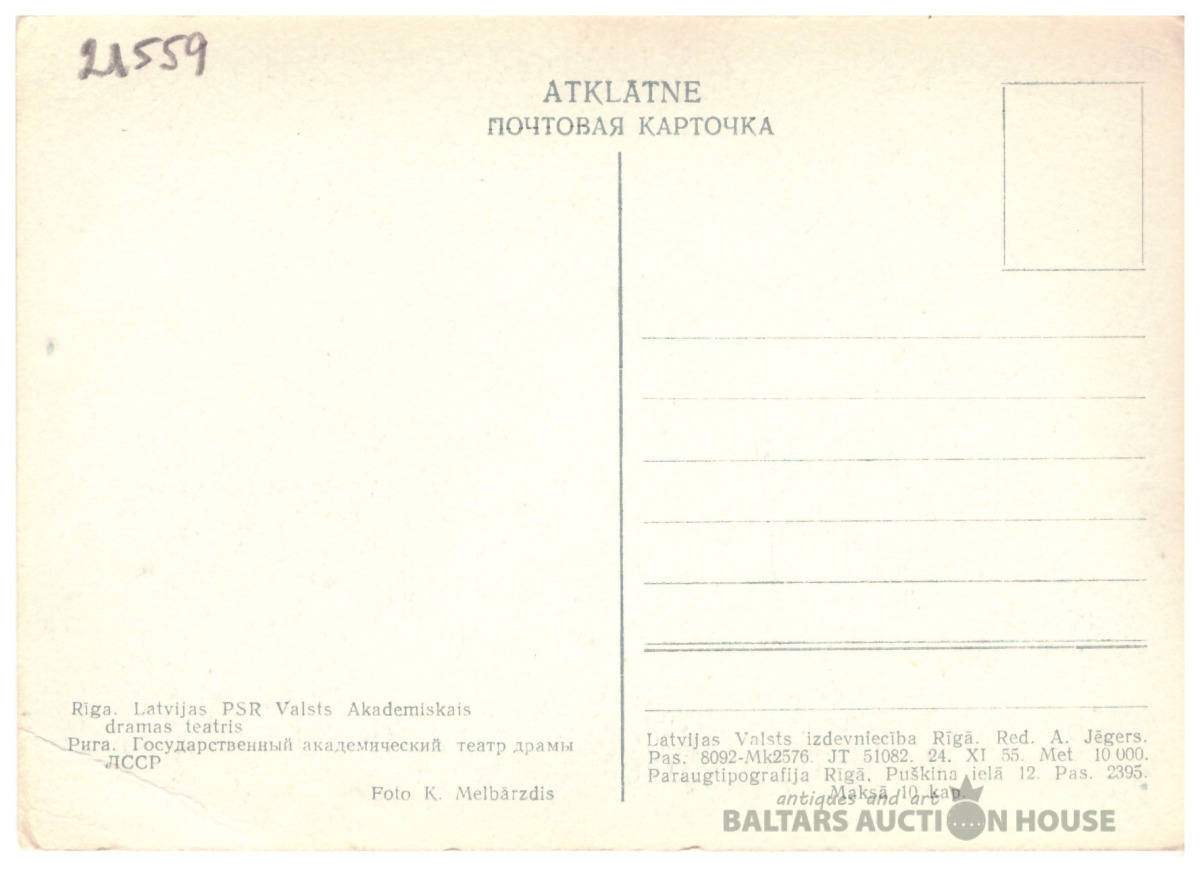 21559
ATKLĀTNE
ПОЧТОВАЯ КАРТОЧКА
Rīga. Latvijas PSR Valsts Akademiskais
dramas teatris
Рига. Государственный академический театр драмы
ЛССР
Foto K. Melbārzdis
Latvijas Valsts izdevniecība Rīgā. Red. A. Jēgers.
Pas. 8092-Mk2576. JT 51082. 24. XI 55. Met 10 000.
Paraugtipografija Rīgā, Puškina ielā 12. Pas. 2395.
Maksā 10 kap.
antiques and art
BALTARS AUCTION HOUSE